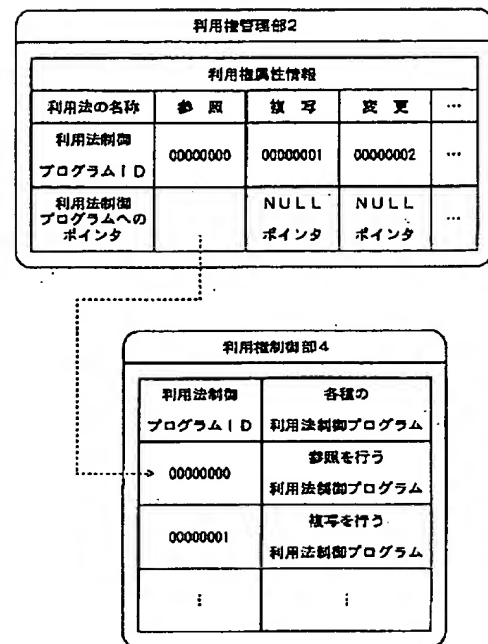 利用権管理部2
利用権属性情報
利用法の名称 参 照 複 写 変 更 …
利用法制御
プログラムID 00000000 00000001 00000002 …
利用法制御
プログラムへの
ポインタ NULL
ポインタ NULL
ポインタ …
利用権制御部4
利用法制御
プログラムID 各種の
利用法制御プログラム
00000000 参照を行う
利用法制御プログラム
00000001 複写を行う
利用法制御プログラム
⋮ ⋮